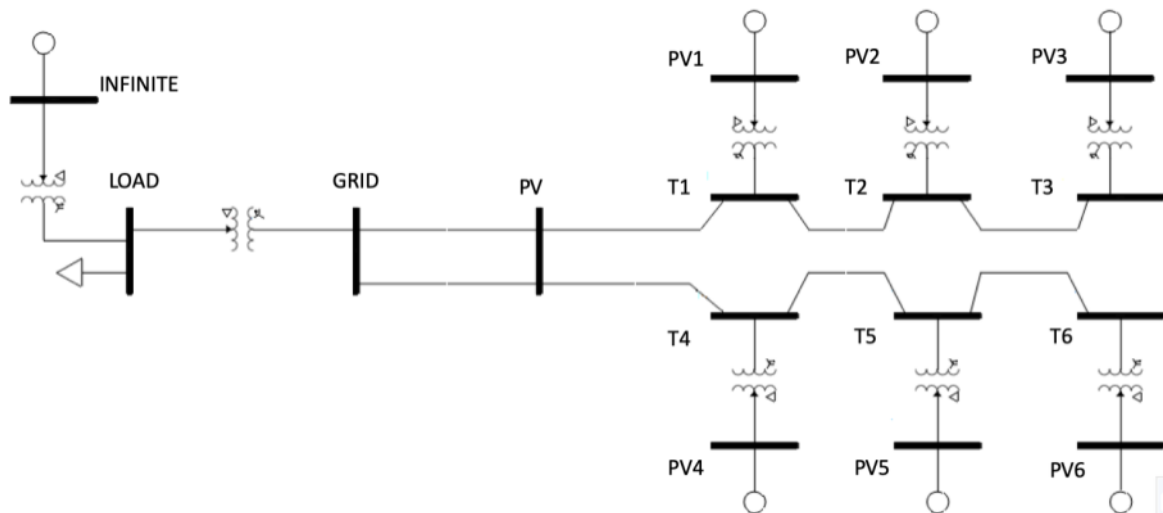 PV1
PV2
PV3
INFINITE
LOAD
GRID
PV
T1
T2
T3
T4
T5
T6
PV4
PV5
PV6